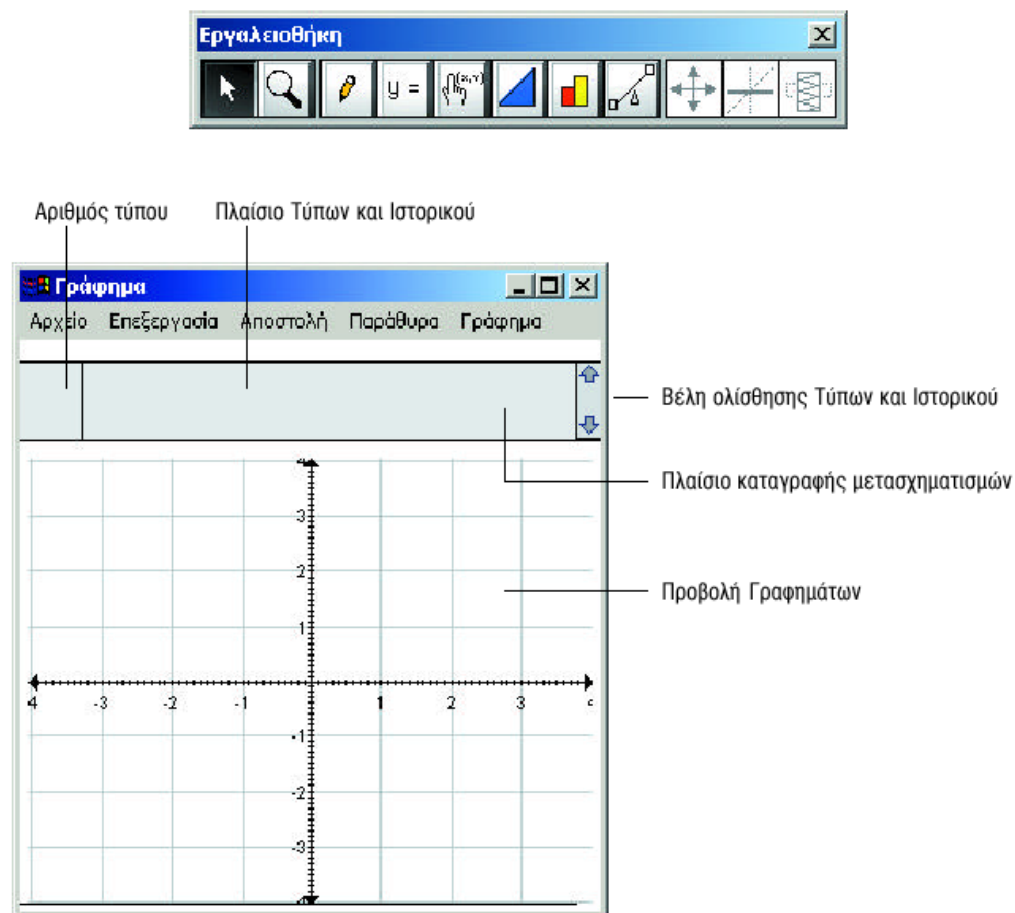 Εργαλειοθήκη
y =
(x,y)
Αριθμός τύπου
Πλαίσιο Τύπων και Ιστορικού
Γράφημα
Αρχείο Επεξεργασία Αποστολή Παράθυρα Γράφημα
Βέλη ολίσθησης Τύπων και Ιστορικού
Πλαίσιο καταγραφής μετασχηματισμών
Προβολή Γραφημάτων
3
2
1
4 -3 -2 -1 1 2 3
-1
-2
-3